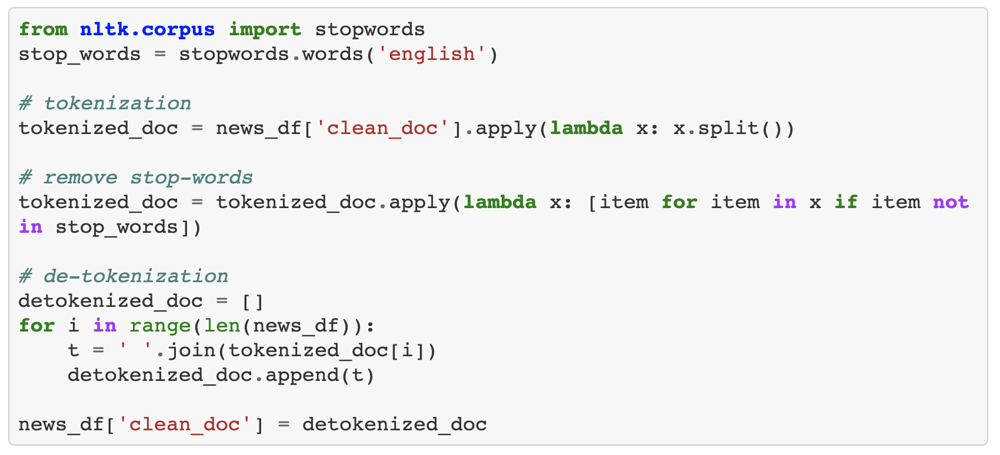 from nltk.corpus import stopwords
stop_words = stopwords.words('english')

# tokenization
tokenized_doc = news_df['clean_doc'].apply(lambda x: x.split())

# remove stop-words
tokenized_doc = tokenized_doc.apply(lambda x: [item for item in x if item not
in stop_words])

# de-tokenization
detokenized_doc = []
for i in range(len(news_df)):
    t = ' '.join(tokenized_doc[i])
    detokenized_doc.append(t)

news_df['clean_doc'] = detokenized_doc